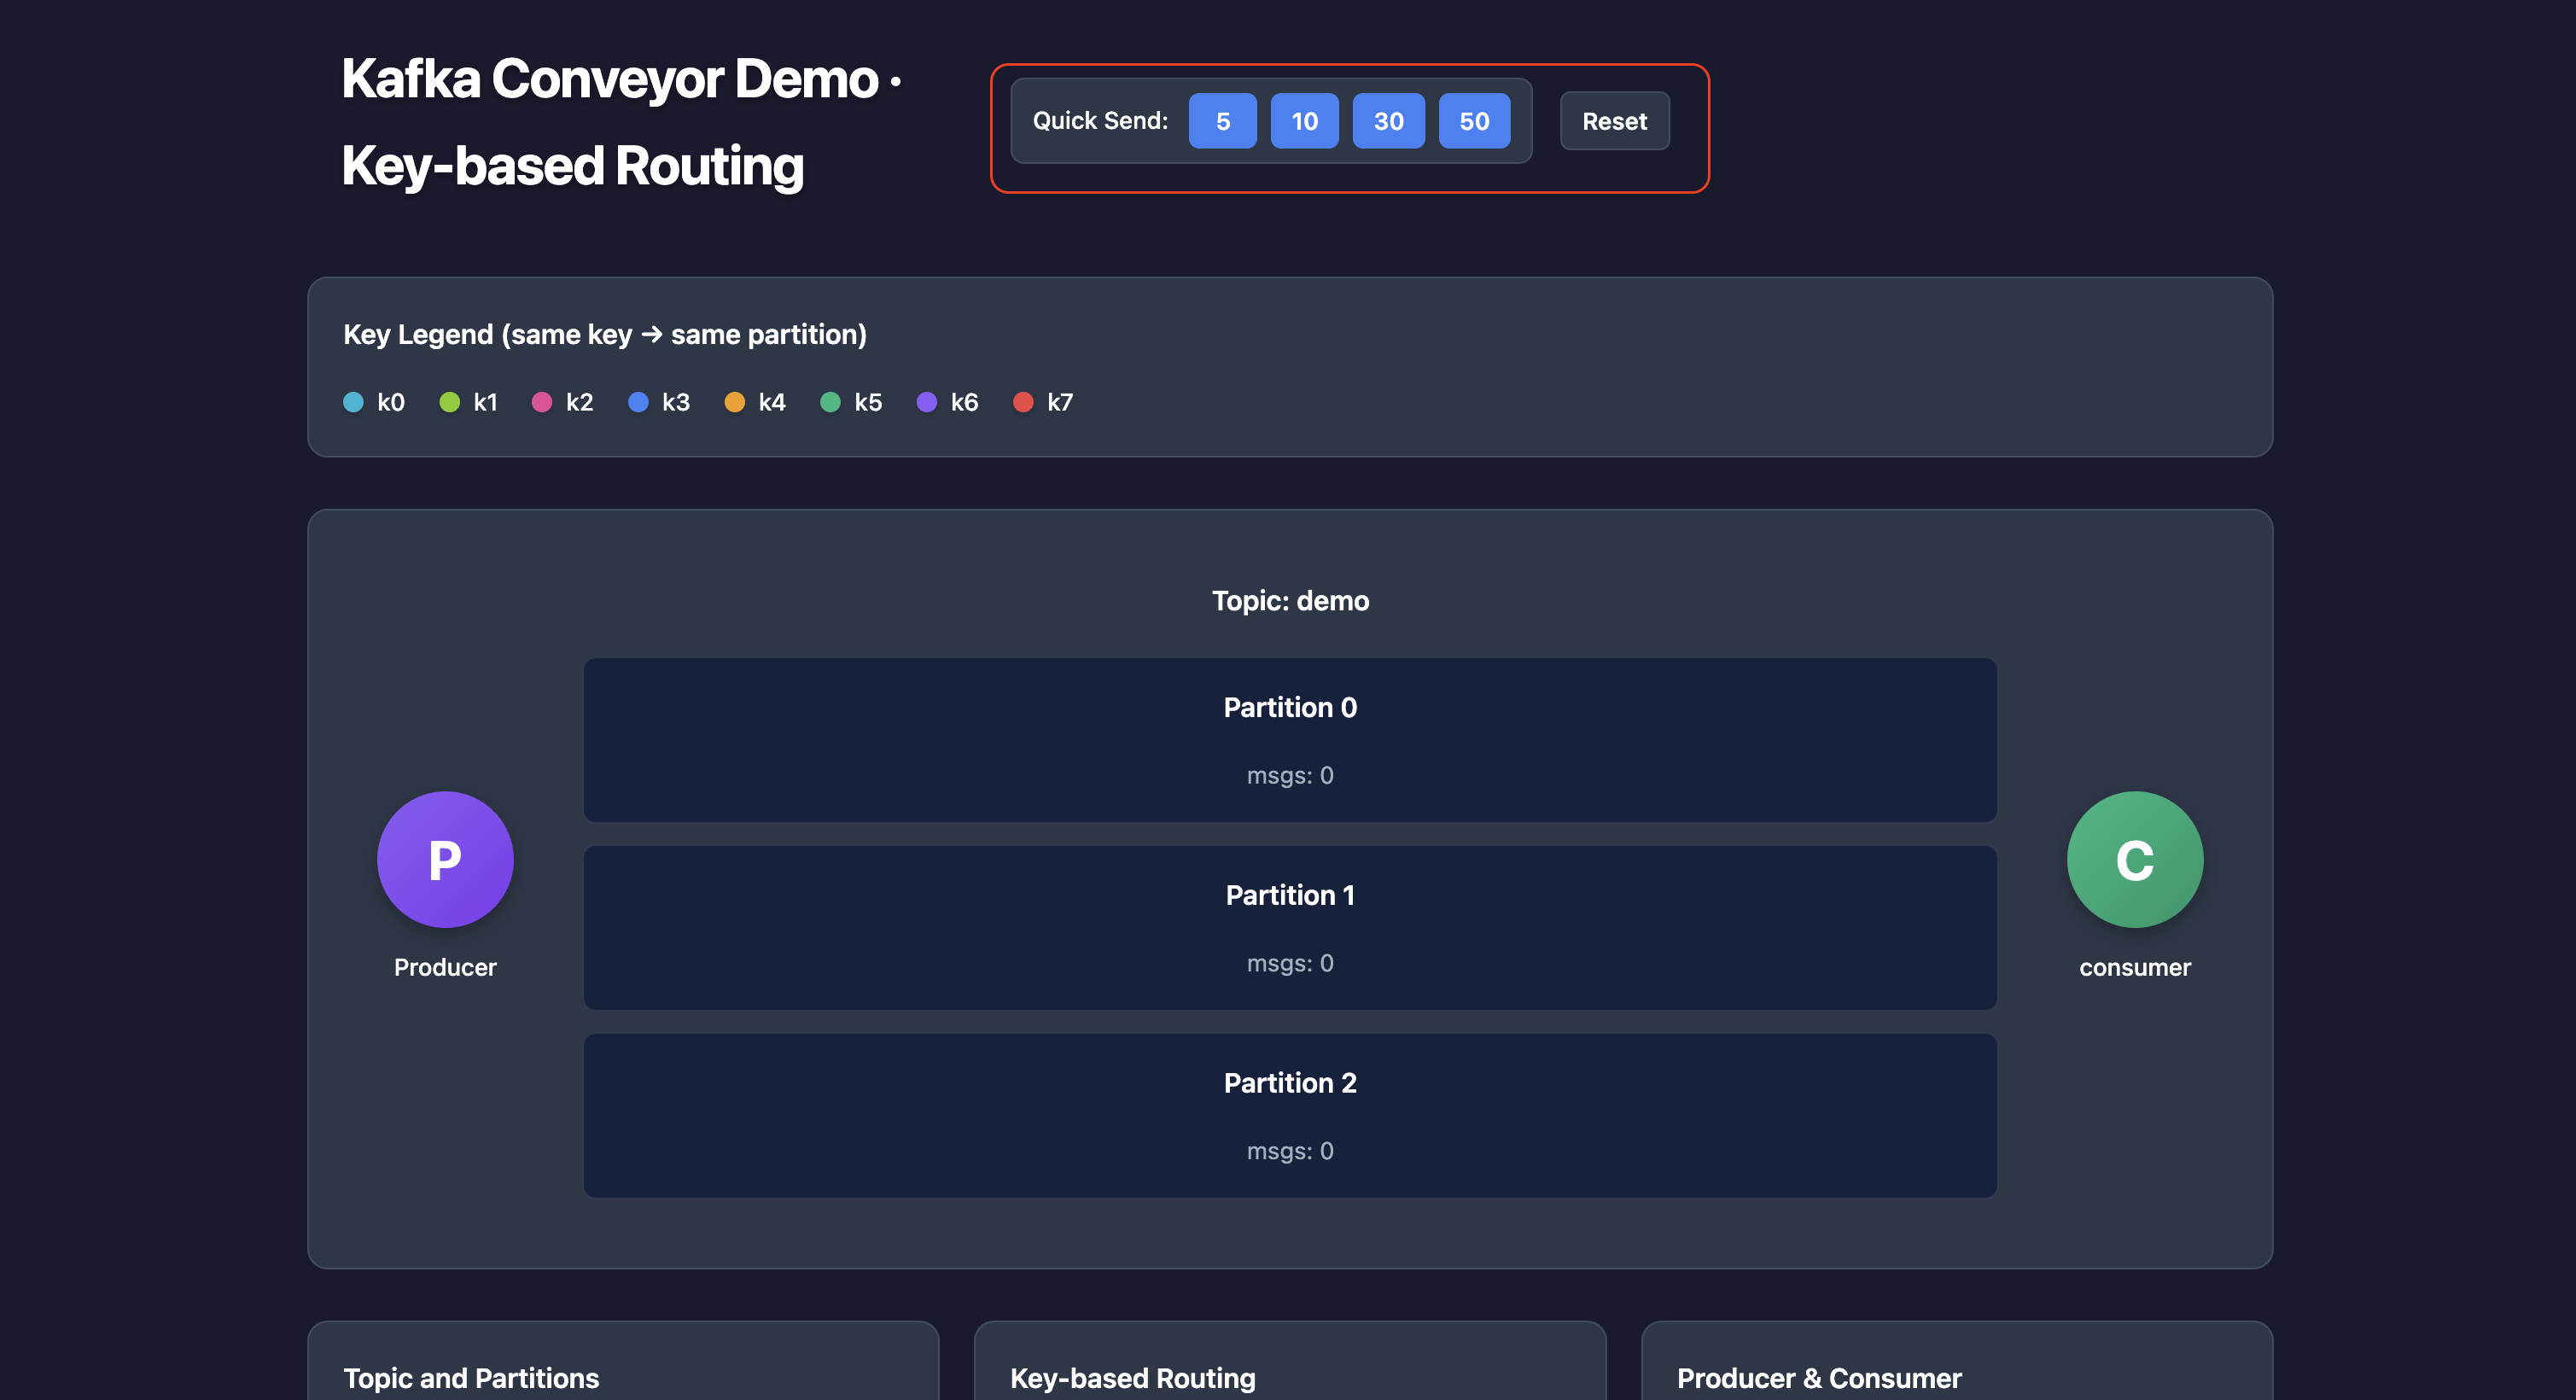 Kafka Conveyor Demo ·
Key-based Routing
Quick Send: 5 10 30 50 Reset
Key Legend (same key → same partition)
k0 k1 k2 k3 k4 k5 k6 k7
Topic: demo
Partition 0
msgs: 0
P
Producer
Partition 1
msgs: 0
C
consumer
Partition 2
msgs: 0
Topic and Partitions
Key-based Routing
Producer & Consumer